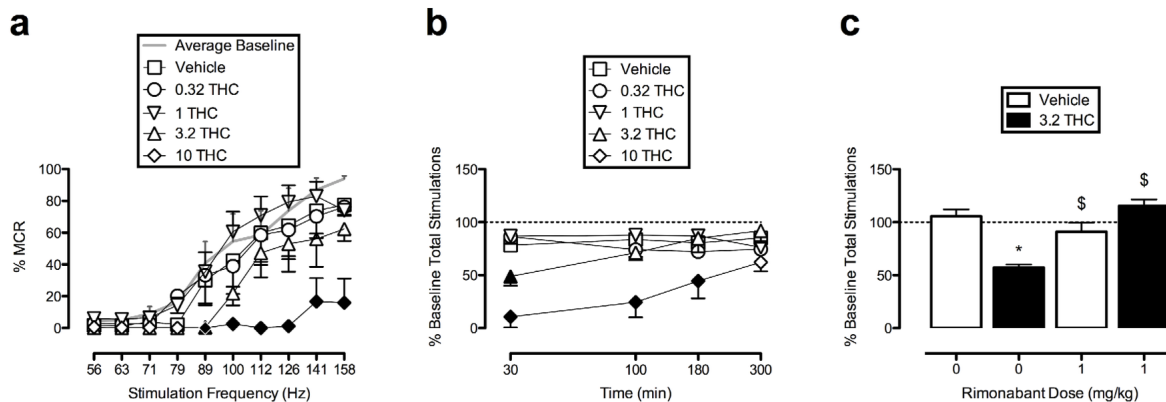 a
Average Baseline
Vehicle
0.32 THC
1 THC
3.2 THC
10 THC
% MCR
100
80
60
40
20
0
56 63 71 79 89 100 112 126 141 158
Stimulation Frequency (Hz)
b
Vehicle
0.32 THC
1 THC
3.2 THC
10 THC
% Baseline Total Stimulations
150
100
50
0
30 100 180 300
Time (min)
c
Vehicle
3.2 THC
% Baseline Total Stimulations
150
100
50
0
* $ $
0 0 1 1
Rimonabant Dose (mg/kg)